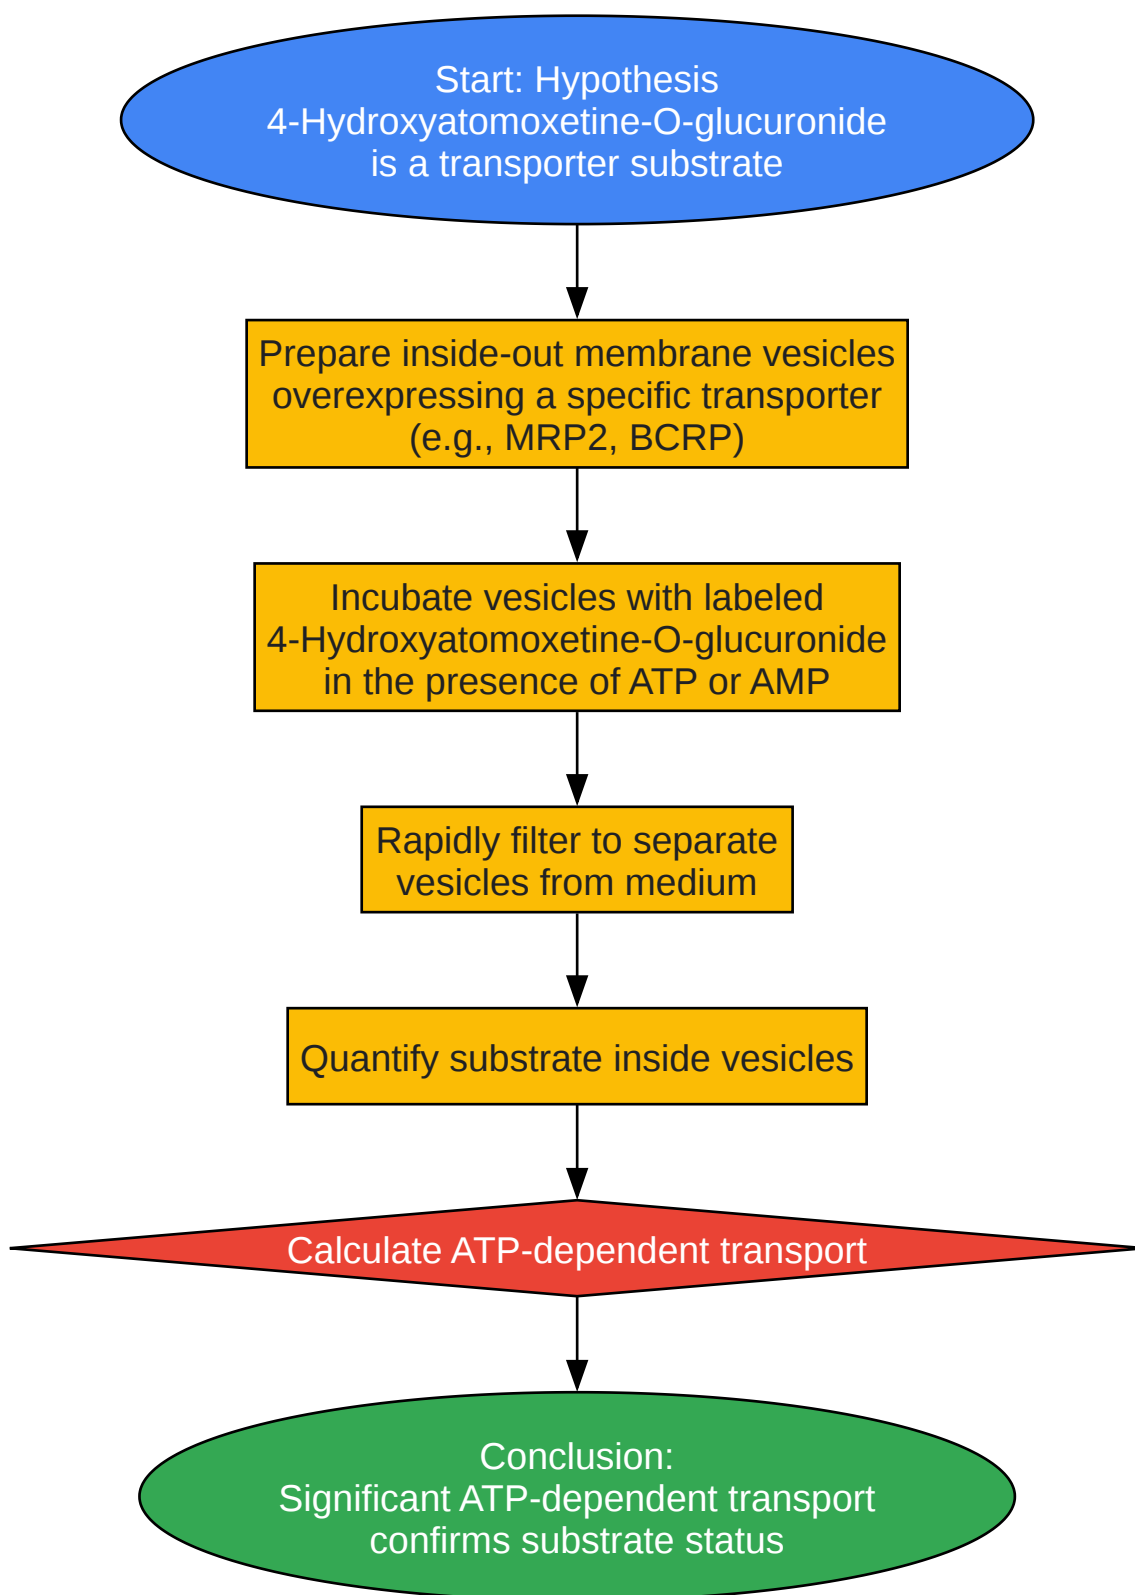 Start: Hypothesis
4-Hydroxyatomoxetine-O-glucuronide
is a transporter substrate
Prepare inside-out membrane vesicles
overexpressing a specific transporter
(e.g., MRP2, BCRP)
Incubate vesicles with labeled
4-Hydroxyatomoxetine-O-glucuronide
in the presence of ATP or AMP
Rapidly filter to separate
vesicles from medium
Quantify substrate inside vesicles
Calculate ATP-dependent transport
Conclusion:
Significant ATP-dependent transport
confirms substrate status